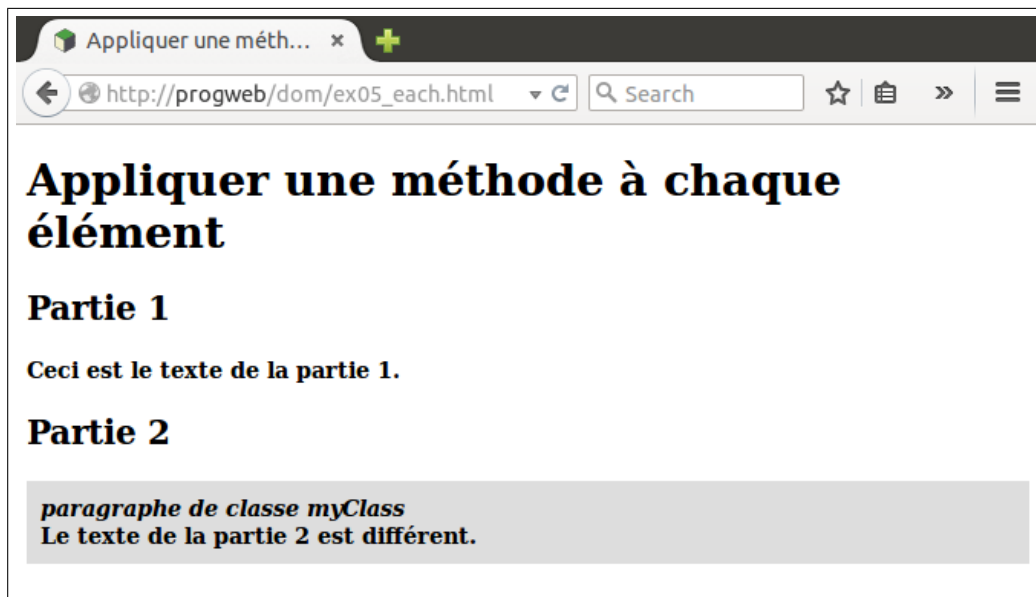 Appliquer une méth...
http://progweb/dom/ex05_each.html
Search
Appliquer une méthode à chaque
élément
Partie 1
Ceci est le texte de la partie 1.
Partie 2
paragraphe de classe myClass
Le texte de la partie 2 est différent.